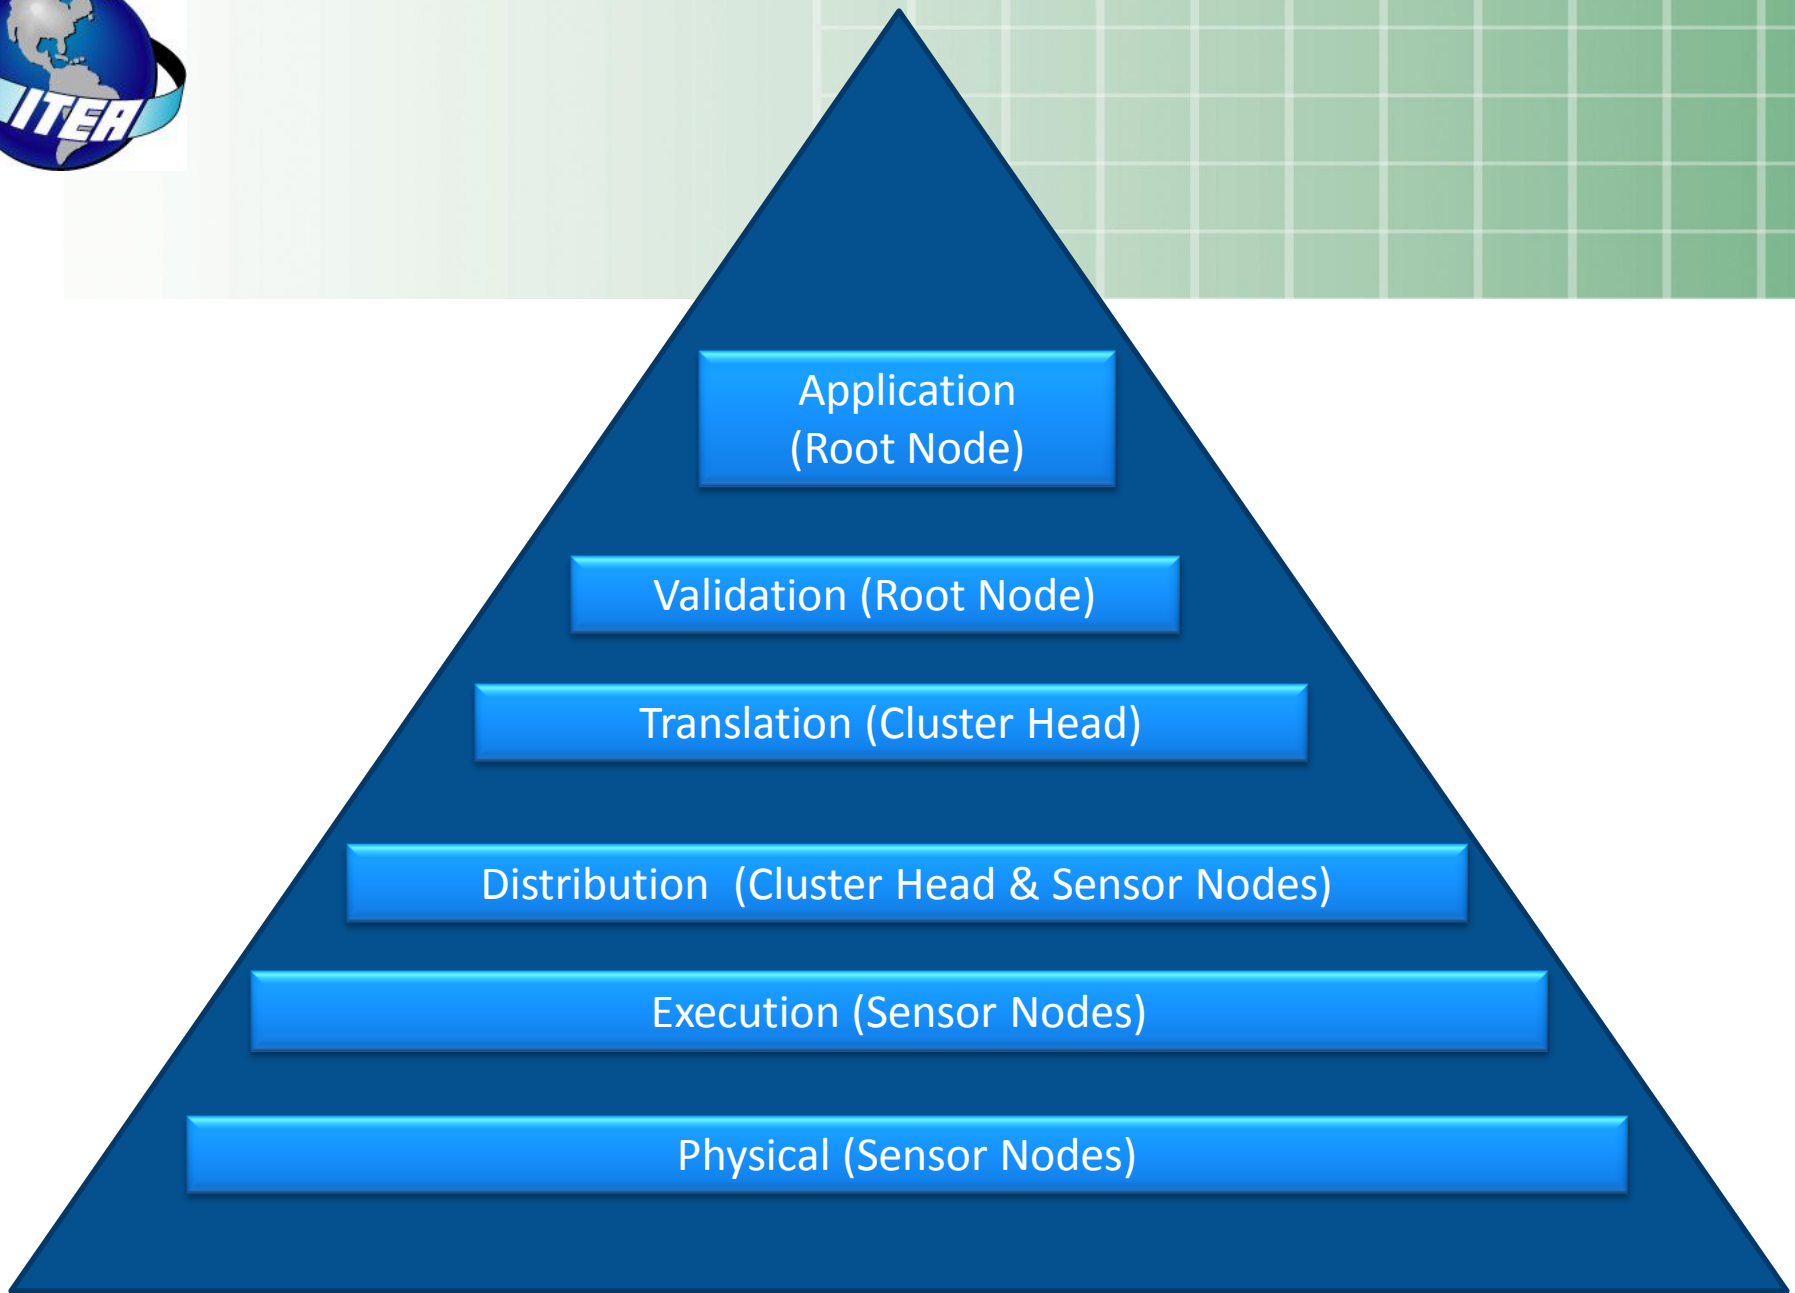 ITEA
Application
(Root Node)
Validation (Root Node)
Translation (Cluster Head)
Distribution  (Cluster Head & Sensor Nodes)
Execution (Sensor Nodes)
Physical (Sensor Nodes)